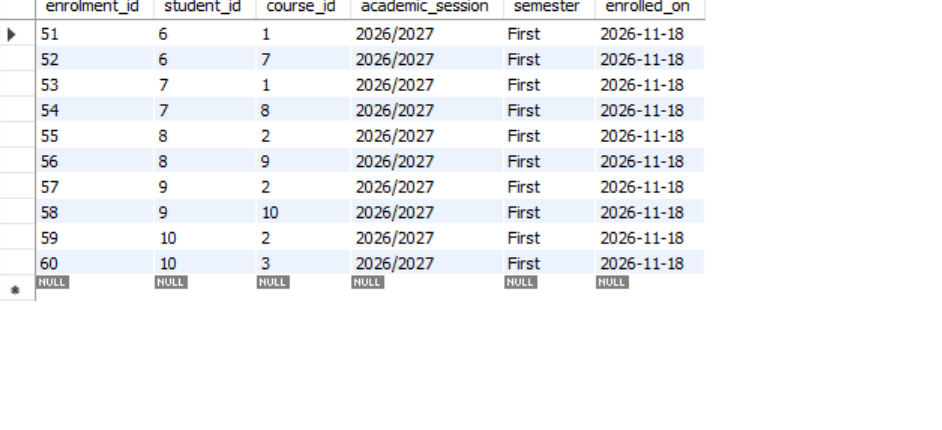 enrolment_id student_id course_id academic_session semester enrolled_on
51 6 1 2026/2027 First 2026-11-18
52 6 7 2026/2027 First 2026-11-18
53 7 1 2026/2027 First 2026-11-18
54 7 8 2026/2027 First 2026-11-18
55 8 2 2026/2027 First 2026-11-18
56 8 9 2026/2027 First 2026-11-18
57 9 2 2026/2027 First 2026-11-18
58 9 10 2026/2027 First 2026-11-18
59 10 2 2026/2027 First 2026-11-18
60 10 3 2026/2027 First 2026-11-18
NULL NULL NULL NULL NULL NULL